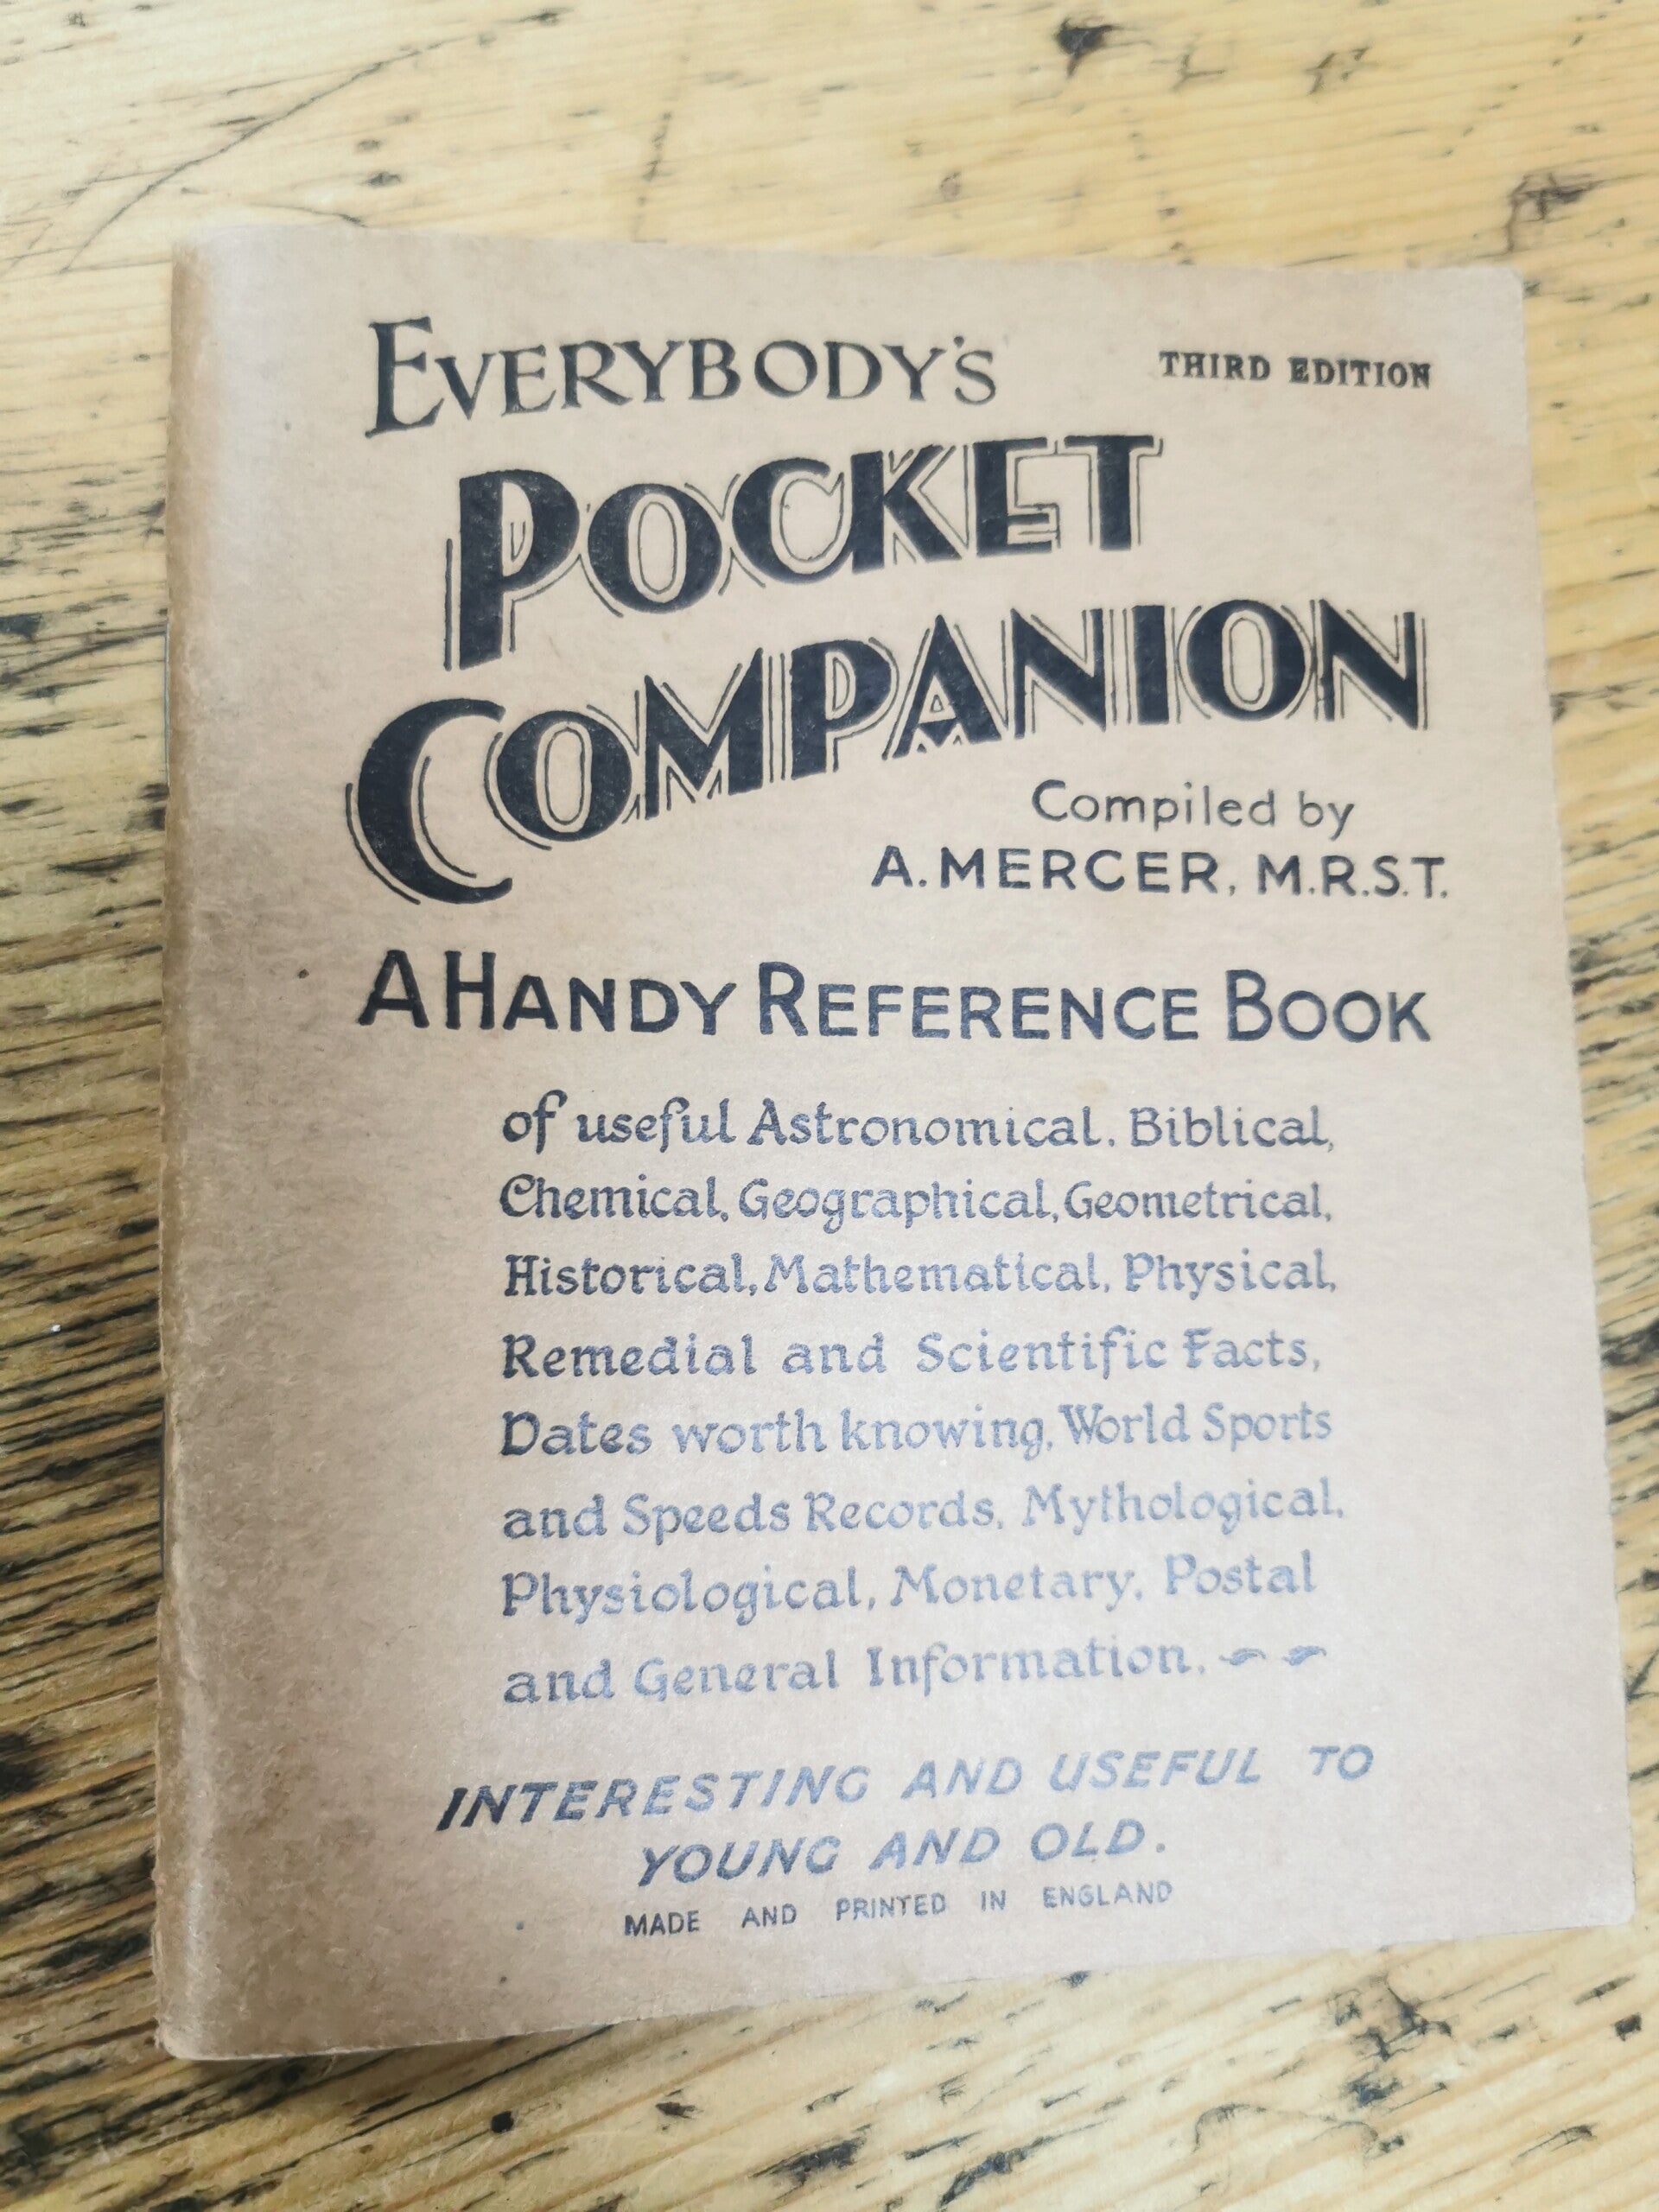 EVERYBODY'S
THIRD EDITION
POCKET
COMPANION
Compiled by
A. MERCER, M.R.S.T.
A HANDY REFERENCE BOOK
of useful Astronomical, Biblical,
Chemical, Geographical, Geometrical,
Historical, Mathematical, Physical,
Remedial and Scientific Facts,
Dates worth knowing, World Sports
and Speeds Records, Mythological,
Physiological, Monetary, Postal
and General Information.
INTERESTING AND USEFUL TO
YOUNG AND OLD.
MADE AND PRINTED IN ENGLAND